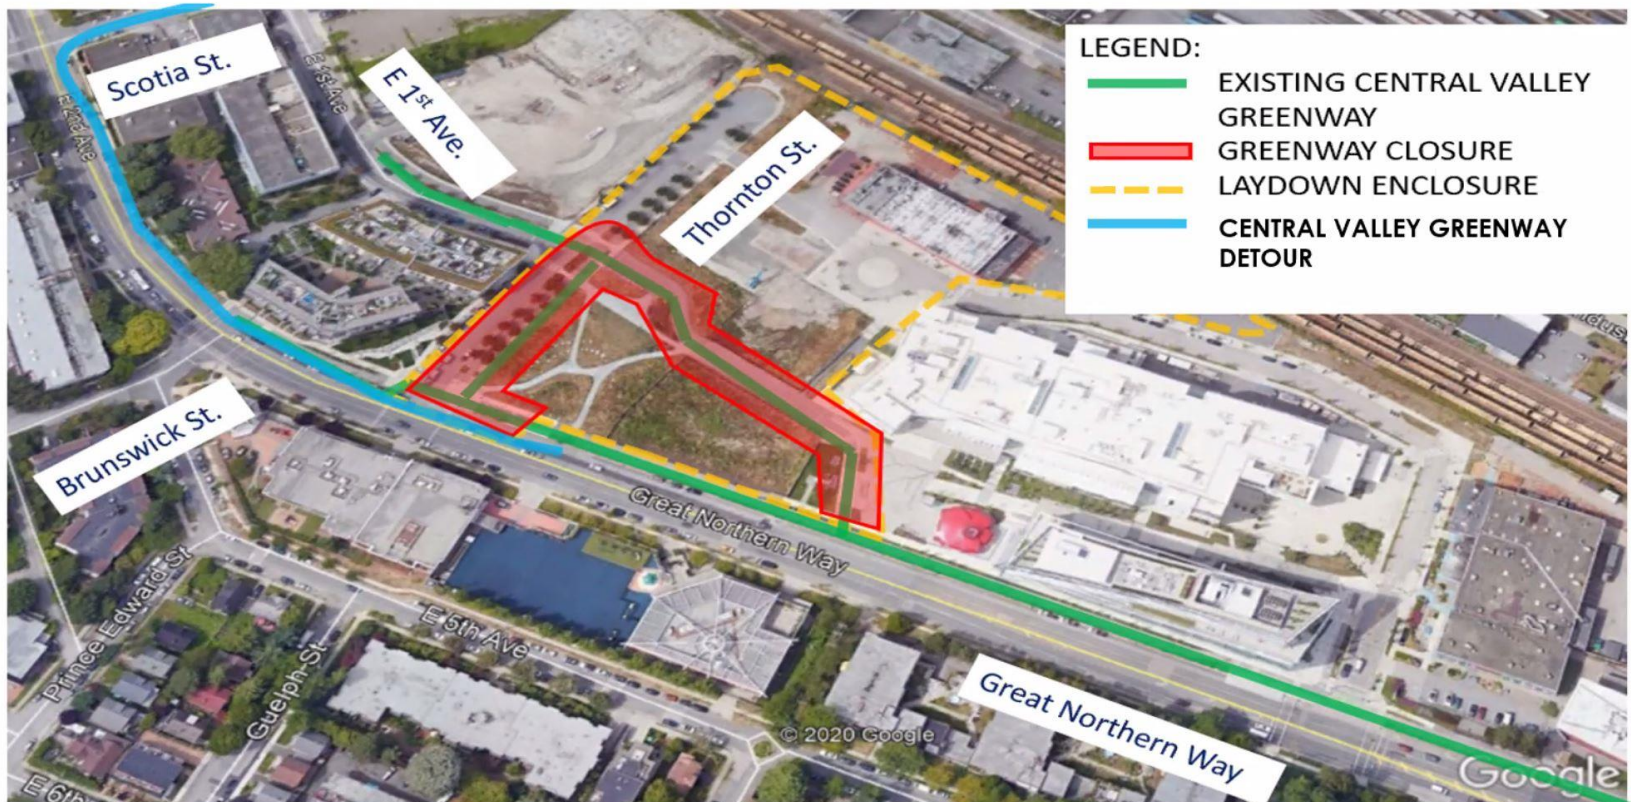 LEGEND:
EXISTING CENTRAL VALLEY
GREENWAY
GREENWAY CLOSURE
LAYDOWN ENCLOSURE
CENTRAL VALLEY GREENWAY
DETOUR
Scotia St.
E 1st Ave
E 1st Ave.
E 2nd Ave
Thornton St.
Brunswick St.
Great Northern Way
Prince Edward St
E 5th Ave
Guelph St
Great Northern Way
© 2020 Google
Google
E 6th